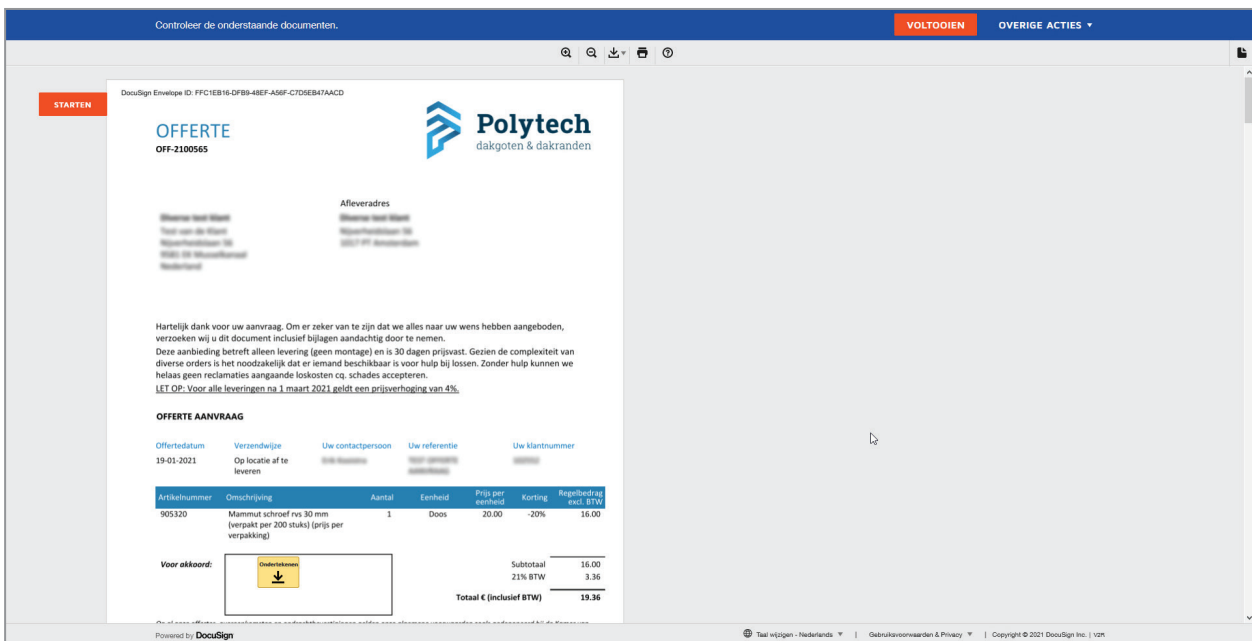 Controleer de onderstaande documenten.
VOLTOOIEN
OVERIGE ACTIES
STARTEN
DocuSign Envelope ID: FFC1EB16-DFB9-48EF-A56F-C7D5EB47AACD
OFFERTE
OFF-2100565
Polytech
dakgoten & dakranden
Afleveradres
Hartelijk dank voor uw aanvraag. Om er zeker van te zijn dat we alles naar uw wens hebben aangeboden,
verzoeken wij u dit document inclusief bijlagen aandachtig door te nemen.
Deze aanbieding betreft alleen levering (geen montage) en is 30 dagen prijsvast. Gezien de complexiteit van
diverse orders is het noodzakelijk dat er iemand beschikbaar is voor hulp bij lossen. Zonder hulp kunnen we
helaas geen reclamaties aangaande loskosten cq. schades accepteren.
LET OP: Voor alle leveringen na 1 maart 2021 geldt een prijsverhoging van 4%.
OFFERTE AANVRAAG
Offertedatum Verzendwijze Uw contactpersoon Uw referentie Uw klantnummer
19-01-2021 Op locatie af te
leveren
Artikelnummer Omschrijving Aantal Eenheid Prijs per eenheid Korting Regelbedrag excl. BTW
905320 Mammut schroef rvs 30 mm 1 Doos 20.00 -20% 16.00
(verpakt per 200 stuks) (prijs per
verpakking)
Voor akkoord: Ondertekenen Subtotaal 16.00
21% BTW 3.36
Totaal € (inclusief BTW) 19.36
Powered by DocuSign
Taal wijzigen - Nederlands | Gebruiksvoorwaarden & Privacy | Copyright © 2021 DocuSign Inc. | V2R